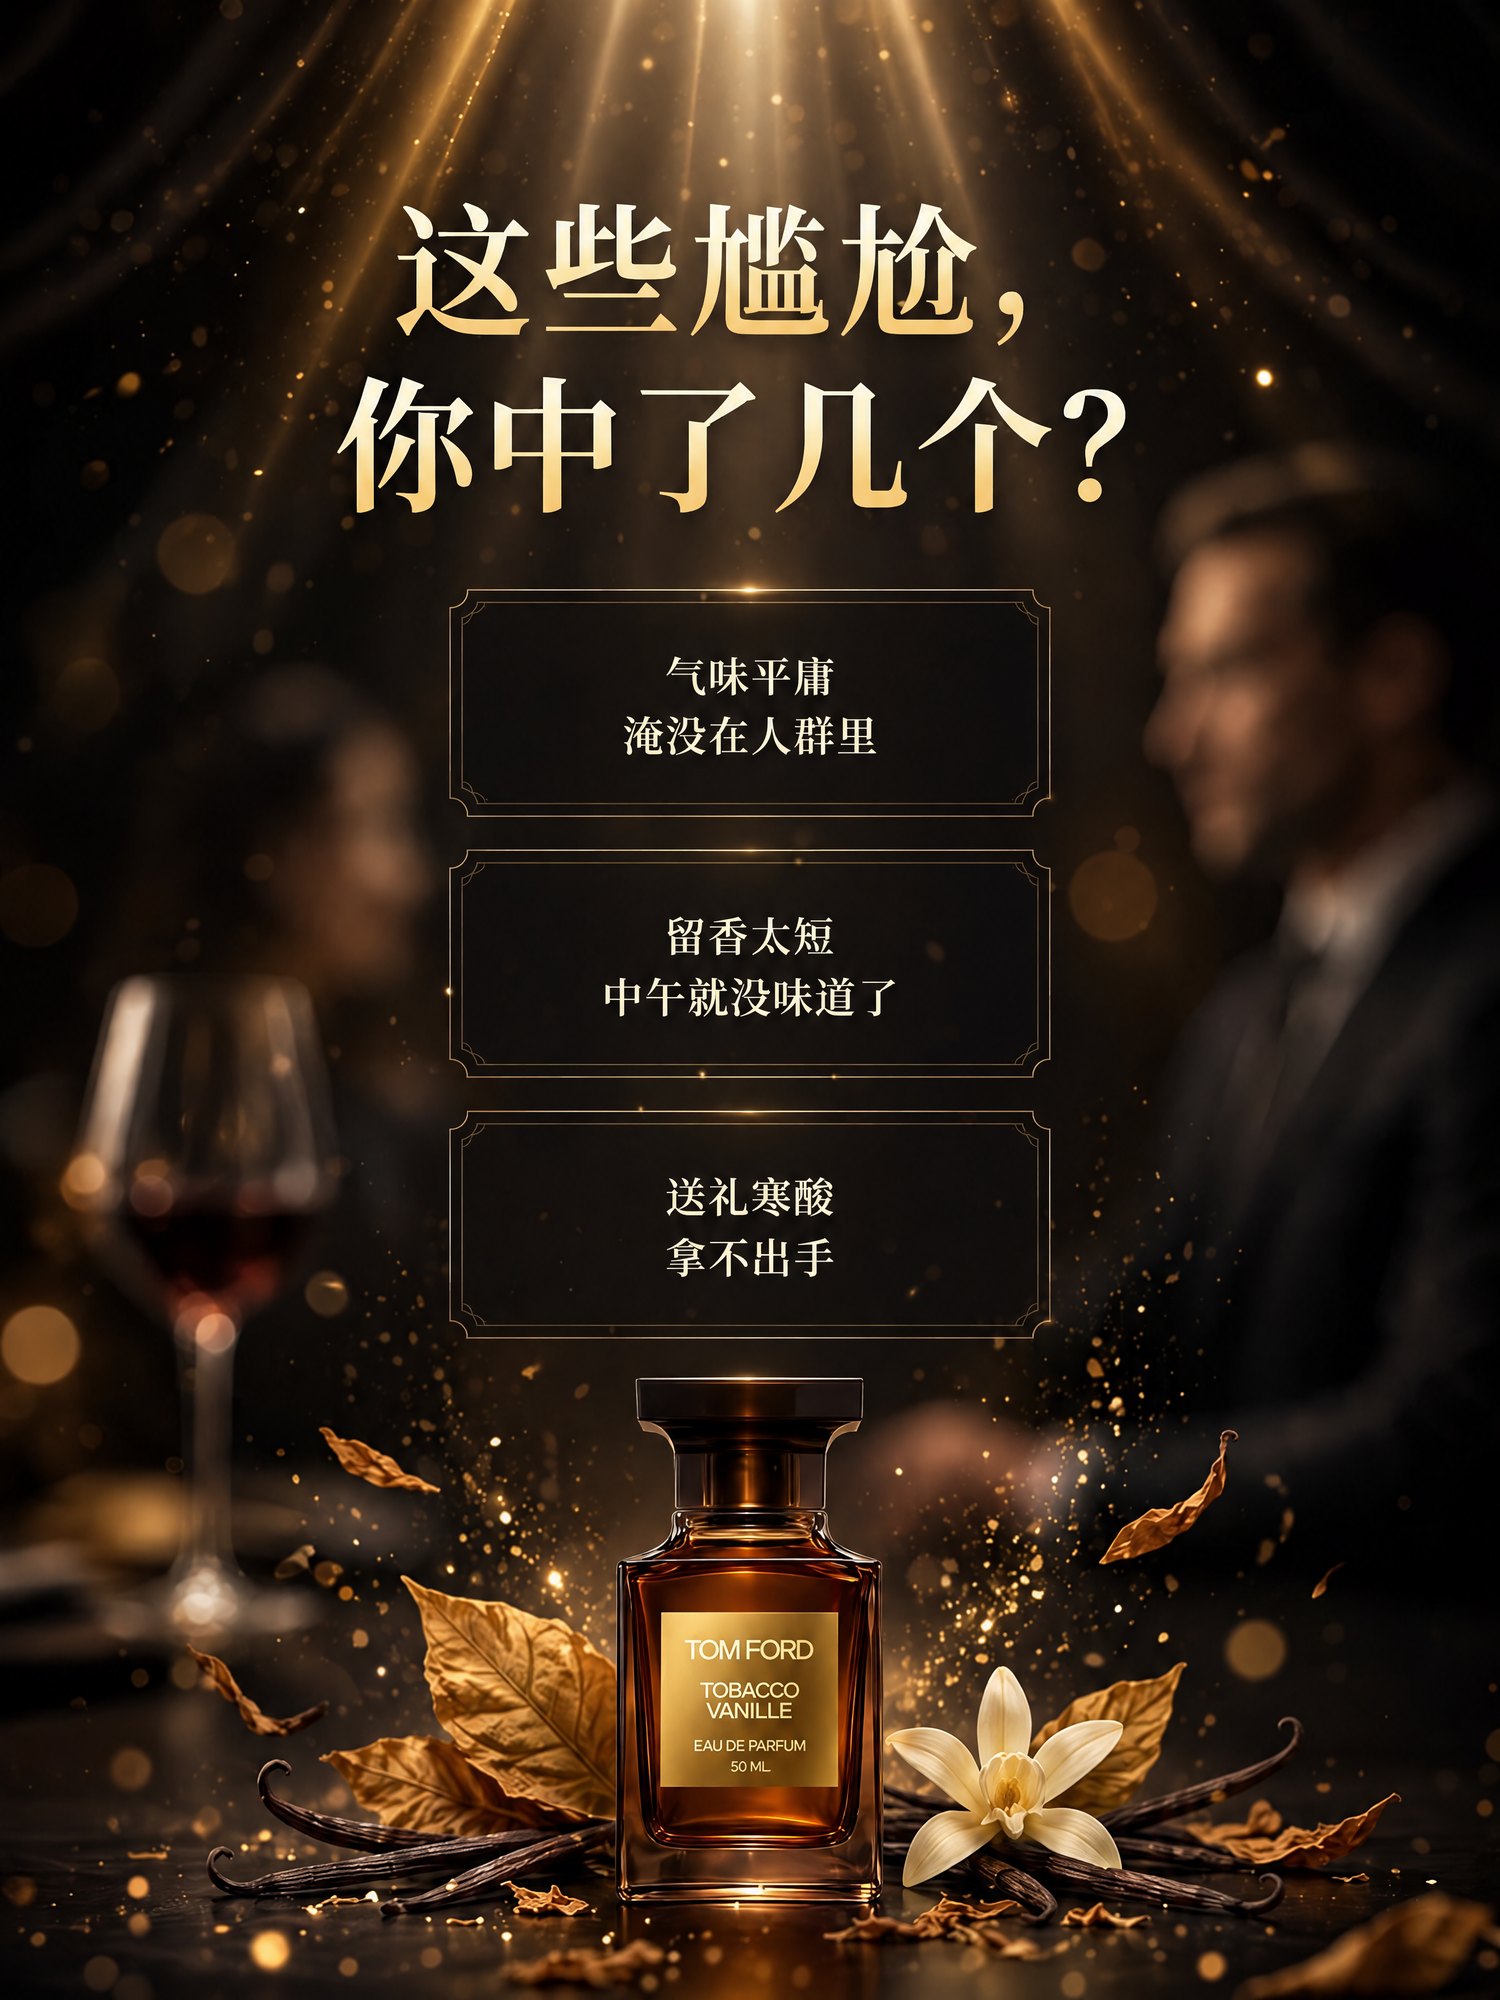 这些尴尬，
你中了几个？
气味平庸
淹没在人群里
留香太短
中午就没味道了
送礼寒酸
拿不出手
TOM FORD
TOBACCO
VANILLE
EAU DE PARFUM
50 ML